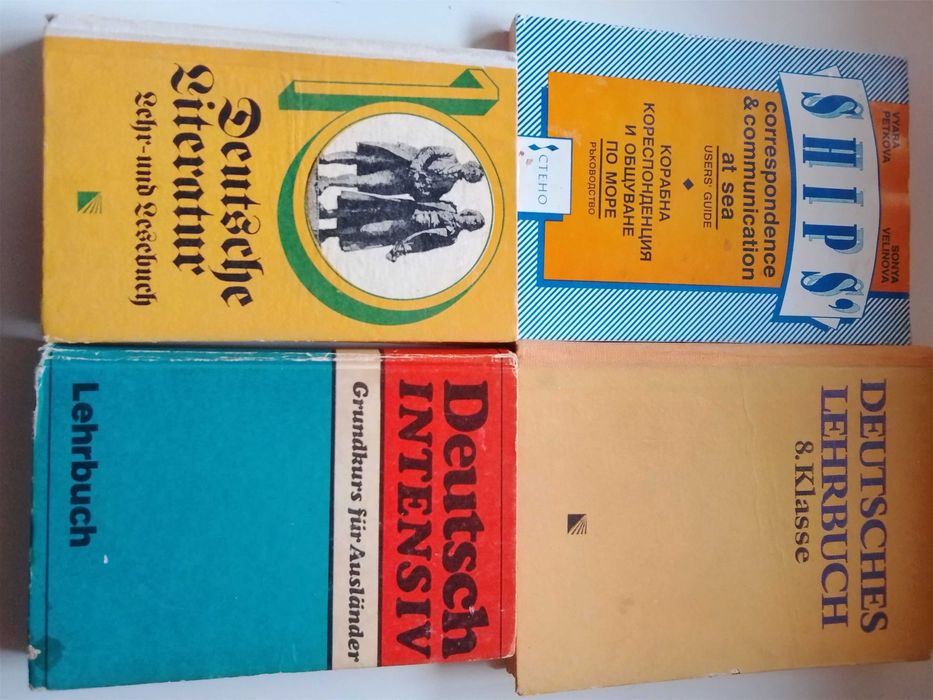 Deutsche
Literatur
Lehr-und Lesebuch
10
VYARA
PETKOVA
SONYA
VELINOVA
SHIPS'
correspondence
& communication
at sea
USERS' GUIDE
КОРАБНА
КОРЕСПОНДЕНЦИЯ
И ОБЩУВАНЕ
ПО МОРЕ
РЪКОВОДСТВО
СТЕНО
Deutsch
INTENSIV
Grundkurs für Ausländer
Lehrbuch
DEUTSCHES
LEHRBUCH
8. Klasse